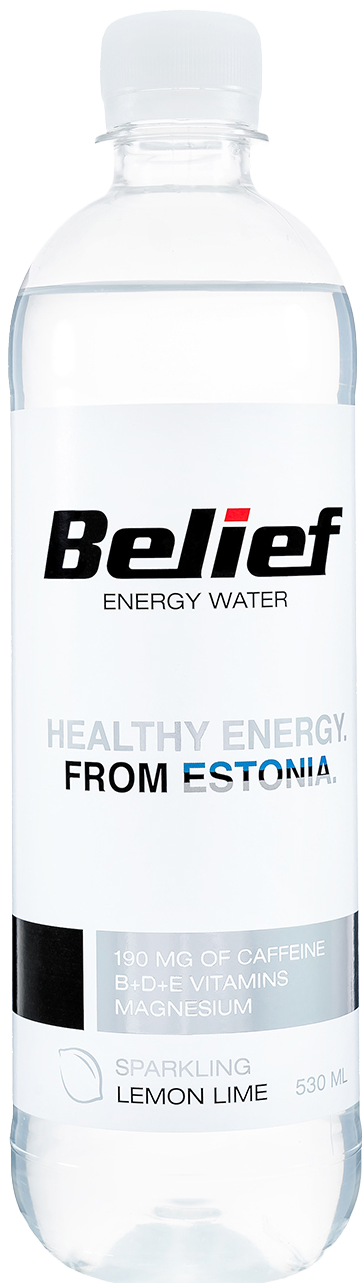 Belief
ENERGY WATER
HEALTHY ENERGY.
FROM ESTONIA.
190 MG OF CAFFEINE
B+D+E VITAMINS
MAGNESIUM
SPARKLING
LEMON LIME
530 ML